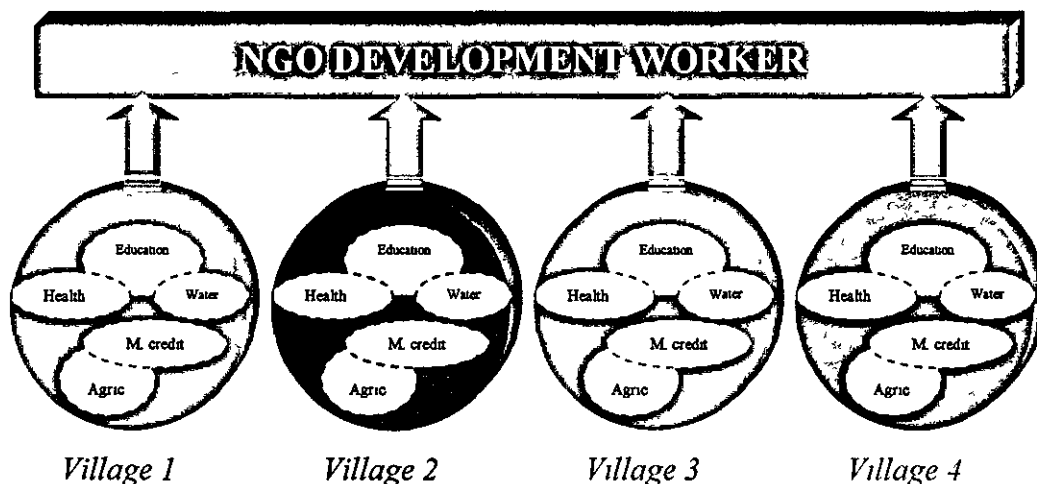 NGO DEVELOPMENT WORKER
Education Education Education Education
Health Water Health Water Health Water Health Water
M. credit M. credit M. credit M. credit
Agric Agric Agric Agric
Village 1 Village 2 Village 3 Village 4